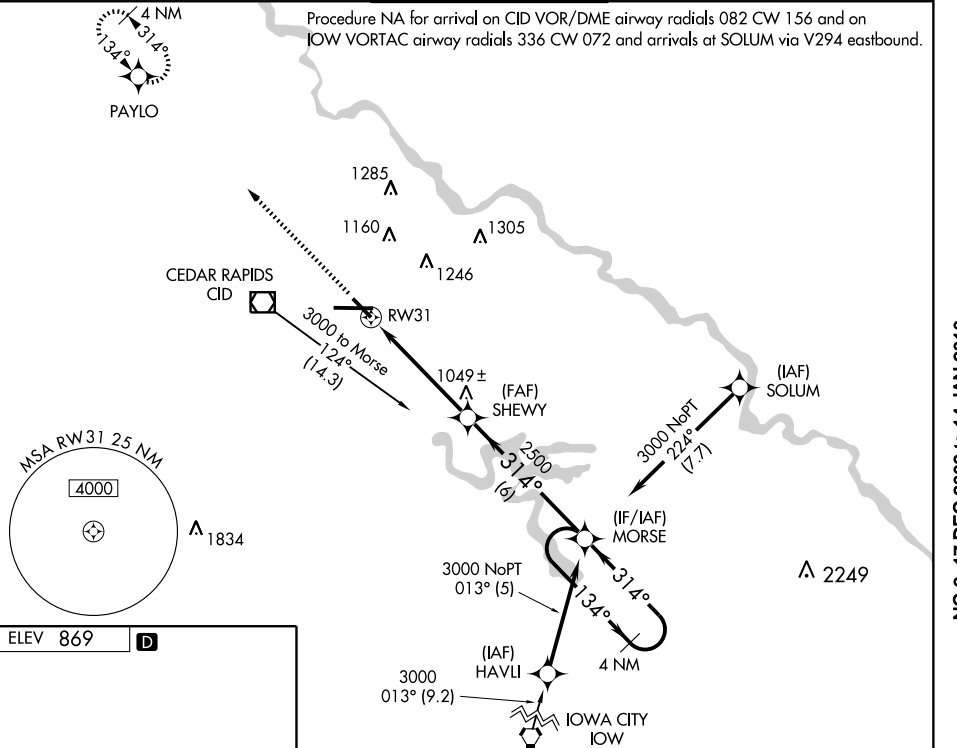 Procedure NA for arrival on CID VOR/DME airway radials 082 CW 156 and on
IOW VORTAC airway radials 336 CW 072 and arrivals at SOLUM via V294 eastbound.
4 NM
314°
134°
PAYLO
1285
1160
1305
1246
CEDAR RAPIDS
CID
RW31
3000 to Morse
124°
(14.3)
1049 ±
(FAF)
SHEWY
(IAF)
SOLUM
3000 NoPT
224°
(7.7)
2500
314°
(6)
MSA RW31 25 NM
4000
1834
(IF/IAF)
MORSE
2249
3000 NoPT
013° (5)
314°
134°
4 NM
ELEV 869
D
(IAF)
HAVLI
3000
013° (9.2)
IOWA CITY
IOW